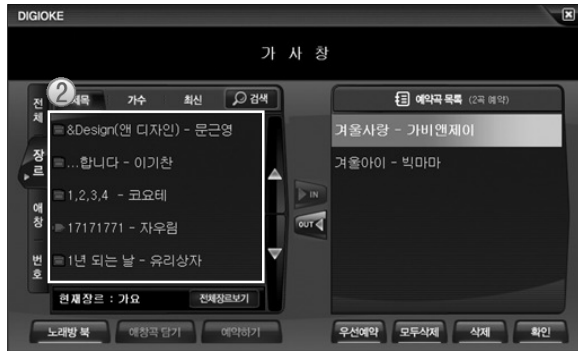 DIGIOKE
가 사 창
② 제목 가수 최신 검색
전체
장르
애창
번호
&Design(앤 디자인) - 문근영
...합니다 - 이기찬
1,2,3,4 - 코요테
17171771 - 자우림
1년 되는 날 - 유리상자
현재장르 : 가요 전체장르보기
노래방 북 애창곡 담기 예약하기
IN
OUT
예약곡 목록 (2곡 예약)
겨울사랑 - 가비앤제이
겨울아이 - 빅마마
우선예약 모두삭제 삭제 확인